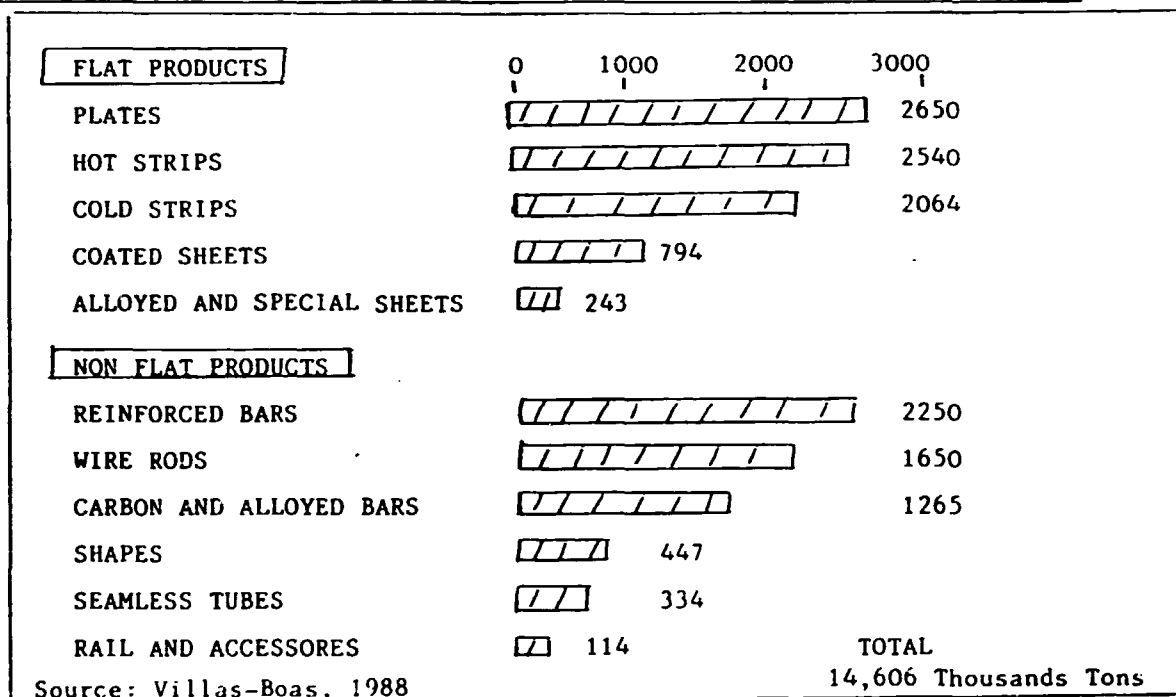 FLAT PRODUCTS 0 1000 2000 3000
PLATES 2650
HOT STRIPS 2540
COLD STRIPS 2064
COATED SHEETS 794
ALLOYED AND SPECIAL SHEETS 243
NON FLAT PRODUCTS
REINFORCED BARS 2250
WIRE RODS 1650
CARBON AND ALLOYED BARS 1265
SHAPES 447
SEAMLESS TUBES 334
RAIL AND ACCESSORES 114 TOTAL
Source: Villas-Boas, 1988 14,606 Thousands Tons